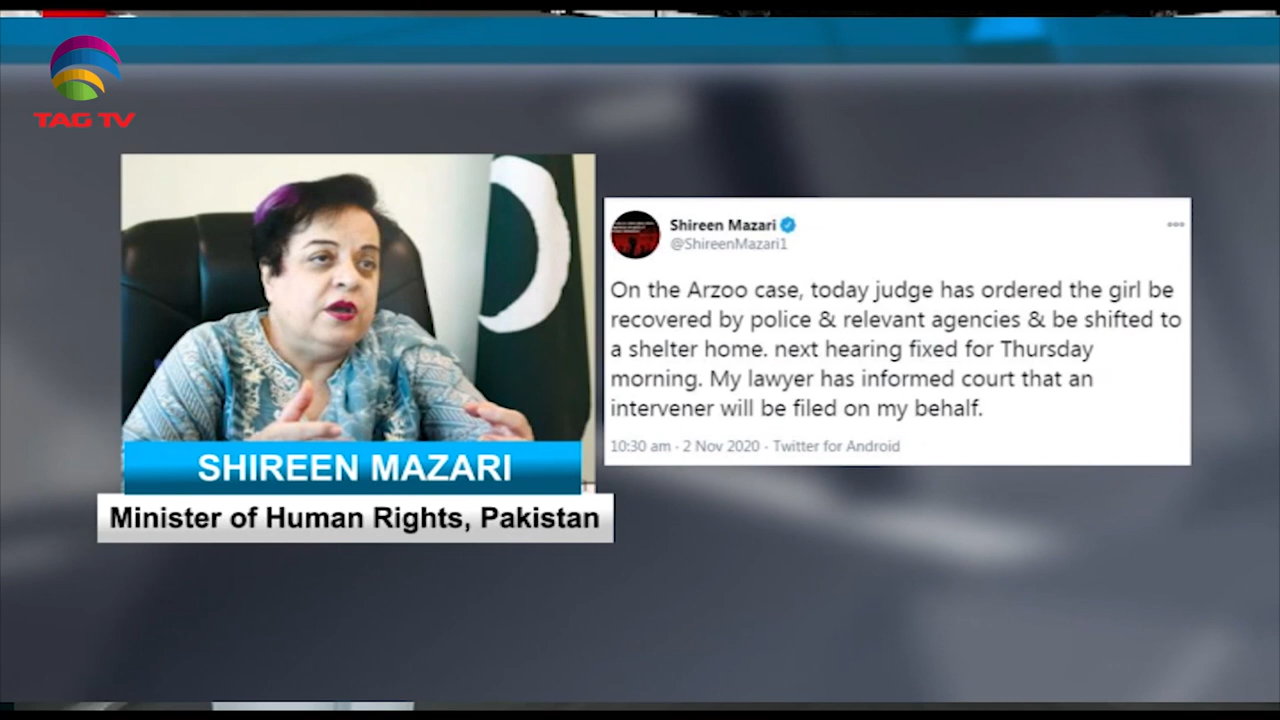 TAG TV
Shireen Mazari
@ShireenMazari1
On the Arzoo case, today judge has ordered the girl be
recovered by police & relevant agencies & be shifted to
a shelter home. next hearing fixed for Thursday
morning. My lawyer has informed court that an
intervener will be filed on my behalf.
10:30 am · 2 Nov 2020 · Twitter for Android
SHIREEN MAZARI
Minister of Human Rights, Pakistan